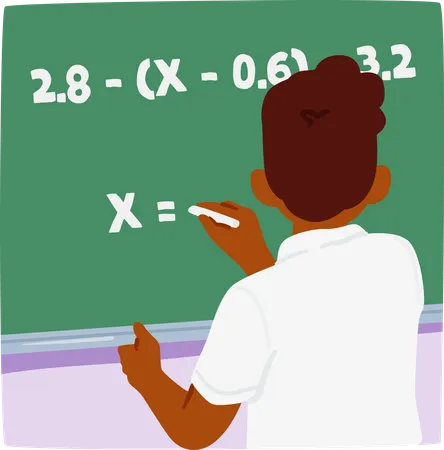 2.8 - (X - 0.6) 3.2
X =